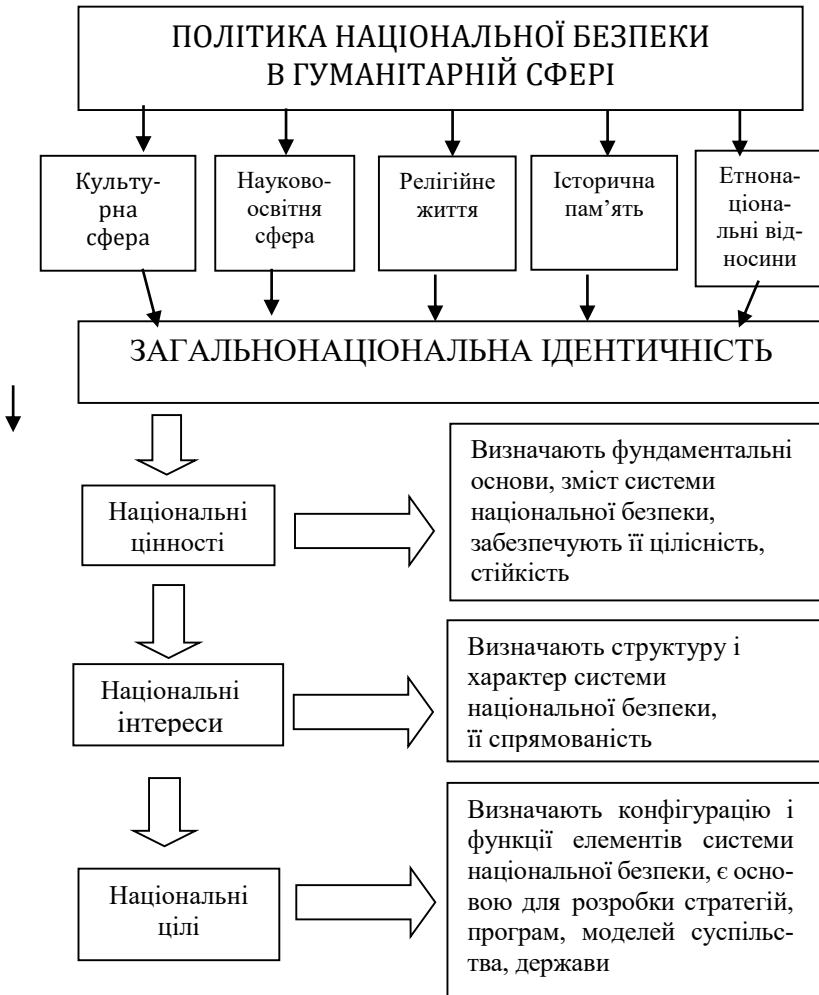 ПОЛІТИКА НАЦІОНАЛЬНОЇ БЕЗПЕКИ
В ГУМАНІТАРНІЙ СФЕРІ
Культу-
рна
сфера
Науково-
освітня
сфера
Релігійне
життя
Історична
пам’ять
Етнона-
ціона-
льні від-
носини
ЗАГАЛЬНОНАЦІОНАЛЬНА ІДЕНТИЧНІСТЬ
Національні
цінності
Визначають фундаментальні
основи, зміст системи
національної безпеки,
забезпечують її цілісність,
стійкість
Національні
інтереси
Визначають структуру і
характер системи
національної безпеки,
її спрямованість
Національні
цілі
Визначають конфігурацію і
функції елементів системи
національної безпеки, є осно-
вою для розробки стратегій,
програм, моделей суспільс-
тва, держави